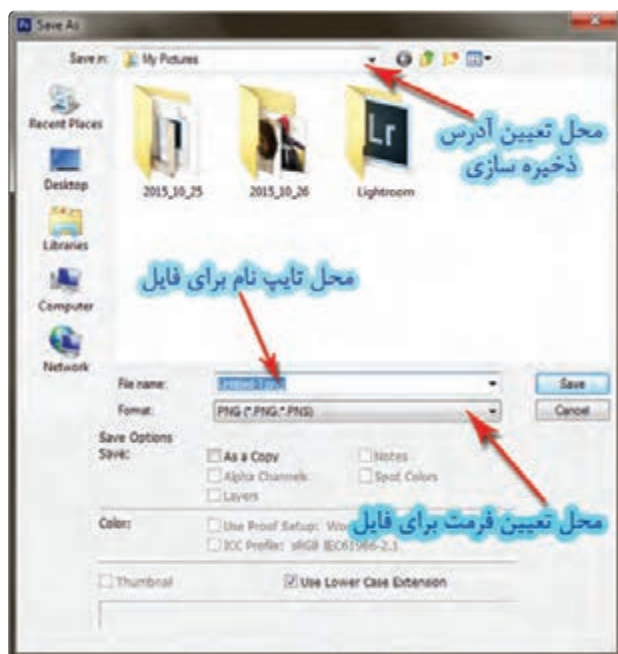 Save As
Save in: My Pictures
Recent Places
Desktop
Libraries
Computer
Network
2015_10_25
2015_10_26
Lr
Lightroom
محل تعیین آدرس
ذخیره سازی
محل تایپ نام برای فایل
File name:
Save
Format: PNG (*.PNG;*.PNS)
Cancel
Save Options
Save: As a Copy
Notes
Alpha Channels
Spot Colors
Layers
محل تعیین فرمت برای فایل
Color: Use Proof Setup:
ICC Profile: sRGB IEC61966-2.1
Thumbnail
Use Lower Case Extension